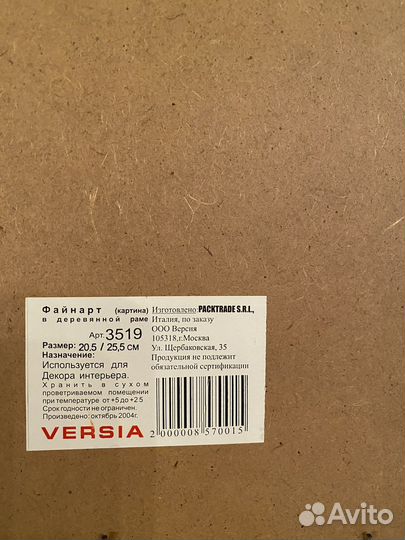 Файнарт (картина)
в деревянной раме
Арт. 3519
Размер: 20.5 / 25,5 см
Назначение:
Используется для
Декора интерьера.
Хранить в сухом
проветриваемом помещении
при температуре от +5 до +25
Срок годности не ограничен.
Произведено: октябрь 2004г.
VERSIA
Изготовлено: PACKTRADE S.R.L.,
Италия, по заказу
ООО Версия
105318,г.Москва
Ул. Щербаковская, 35
Продукция не подлежит
обязательной сертификации
2 000008 570015
Avito